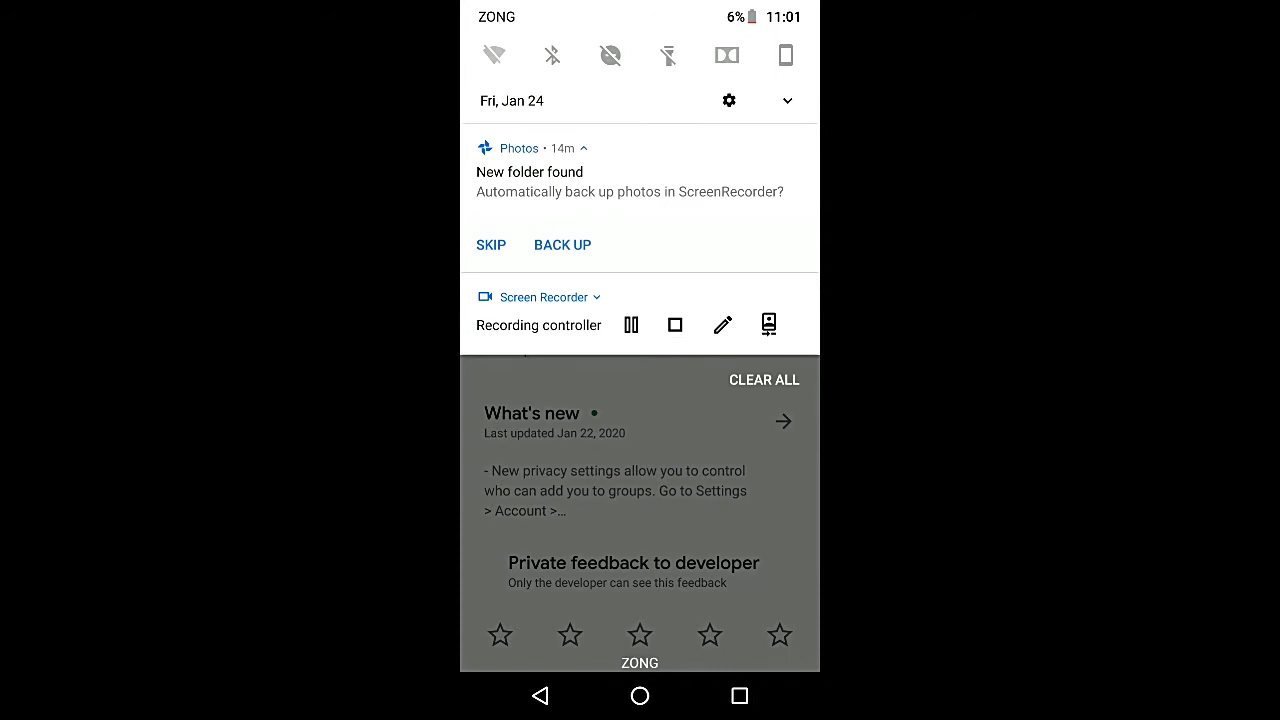 ZONG 6% 11:01
Fri, Jan 24
Photos • 14m
New folder found
Automatically back up photos in ScreenRecorder?
SKIP BACK UP
Screen Recorder
Recording controller
CLEAR ALL
What's new •
Last updated Jan 22, 2020
- New privacy settings allow you to control
who can add you to groups. Go to Settings
> Account >...
Private feedback to developer
Only the developer can see this feedback
ZONG